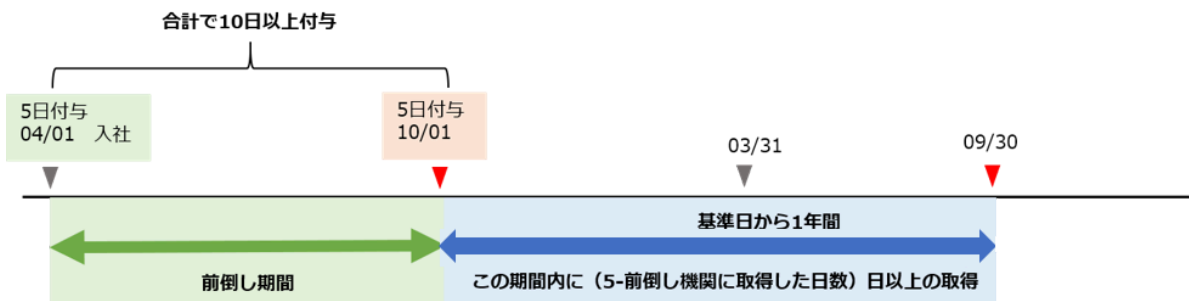 合計で10日以上付与
5日付与
04/01 入社
5日付与
10/01
03/31
09/30
基準日から1年間
前倒し期間
この期間内に（5-前倒し機関に取得した日数）日以上の取得